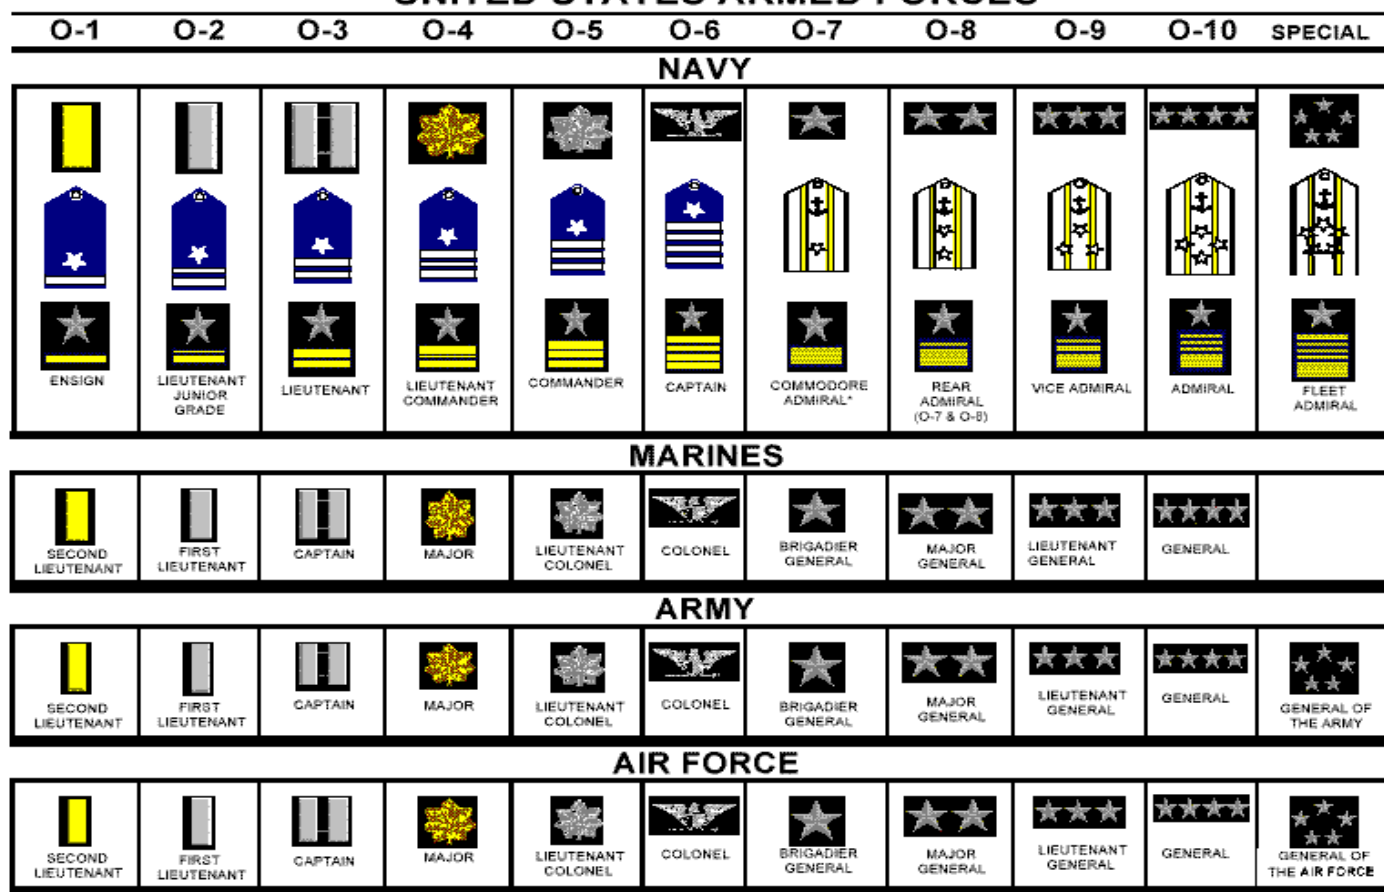 UNITED STATES ARMED FORCES
O-1 O-2 O-3 O-4 O-5 O-6 O-7 O-8 O-9 O-10 SPECIAL
NAVY
ENSIGN
LIEUTENANT
JUNIOR
GRADE
LIEUTENANT
LIEUTENANT
COMMANDER
COMMANDER
CAPTAIN
COMMODORE
ADMIRAL*
REAR
ADMIRAL
(O-7 & O-8)
VICE ADMIRAL
ADMIRAL
FLEET
ADMIRAL
MARINES
SECOND
LIEUTENANT
FIRST
LIEUTENANT
CAPTAIN
MAJOR
LIEUTENANT
COLONEL
COLONEL
BRIGADIER
GENERAL
MAJOR
GENERAL
LIEUTENANT
GENERAL
GENERAL
ARMY
SECOND
LIEUTENANT
FIRST
LIEUTENANT
CAPTAIN
MAJOR
LIEUTENANT
COLONEL
COLONEL
BRIGADIER
GENERAL
MAJOR
GENERAL
LIEUTENANT
GENERAL
GENERAL
GENERAL OF
THE ARMY
AIR FORCE
SECOND
LIEUTENANT
FIRST
LIEUTENANT
CAPTAIN
MAJOR
LIEUTENANT
COLONEL
COLONEL
BRIGADIER
GENERAL
MAJOR
GENERAL
LIEUTENANT
GENERAL
GENERAL
GENERAL OF
THE AIR FORCE